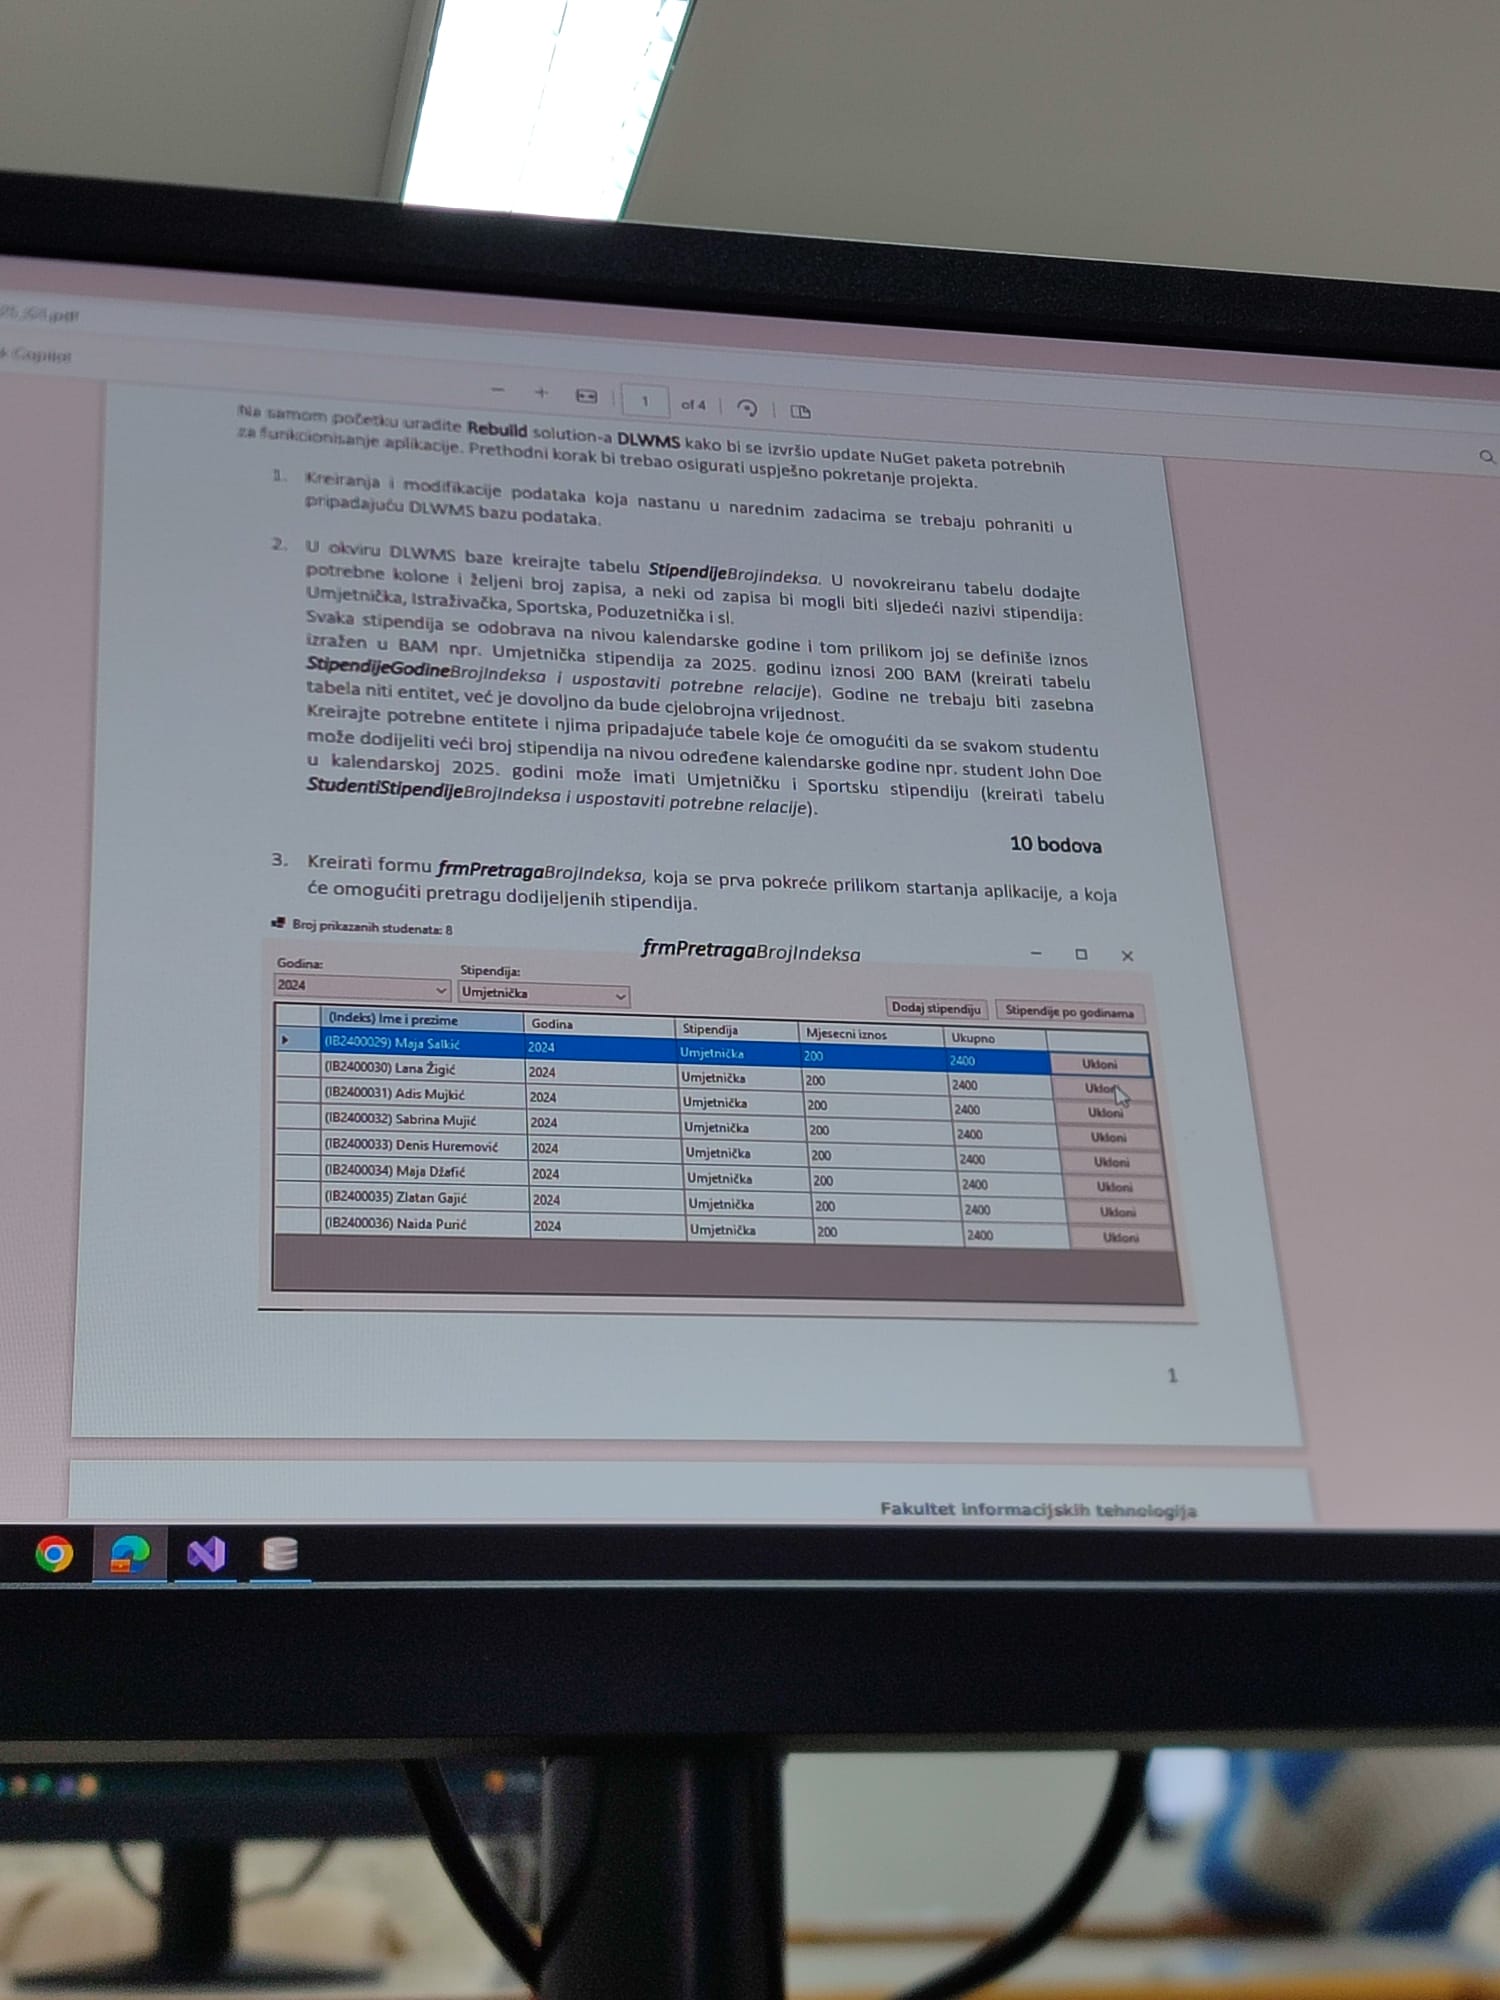 .pdf
Copilot
1 of 4
Na samom početku uradite Rebuild solution-a DLWMS kako bi se izvršio update NuGet paketa potrebnih
za funkcionisanje aplikacije. Prethodni korak bi trebao osigurati uspješno pokretanje projekta.
1. Kreiranja i modifikacije podataka koja nastanu u narednim zadacima se trebaju pohraniti u
pripadajuću DLWMS bazu podataka.
2. U okviru DLWMS baze kreirajte tabelu StipendijeBrojIndeksa. U novokreiranu tabelu dodajte
potrebne kolone i željeni broj zapisa, a neki od zapisa bi mogli biti sljedeći nazivi stipendija:
Umjetnička, Istraživačka, Sportska, Poduzetnička i sl.
Svaka stipendija se odobrava na nivou kalendarske godine i tom prilikom joj se definiše iznos
izražen u BAM npr. Umjetnička stipendija za 2025. godinu iznosi 200 BAM (kreirati tabelu
StipendijeGodineBrojIndeksa i uspostaviti potrebne relacije). Godine ne trebaju biti zasebna
tabela niti entitet, već je dovoljno da bude cjelobrojna vrijednost.
Kreirajte potrebne entitete i njima pripadajuće tabele koje će omogućiti da se svakom studentu
može dodijeliti veći broj stipendija na nivou određene kalendarske godine npr. student John Doe
u kalendarskoj 2025. godini može imati Umjetničku i Sportsku stipendiju (kreirati tabelu
StudentiStipendijeBrojIndeksa i uspostaviti potrebne relacije).
10 bodova
3. Kreirati formu frmPretragaBrojIndeksa, koja se prva pokreće prilikom startanja aplikacije, a koja
će omogućiti pretragu dodijeljenih stipendija.
Broj prikazanih studenata: 8
frmPretragaBrojIndeksa
Godina: Stipendija:
2024 Umjetnička Dodaj stipendiju Stipendije po godinama
(Indeks) Ime i prezime Godina Stipendija Mjesecni iznos Ukupno
(IB2400029) Maja Salkić 2024 Umjetnička 200 2400 Ukloni
(IB2400030) Lana Žigić 2024 Umjetnička 200 2400 Ukloni
(IB2400031) Adis Mujkić 2024 Umjetnička 200 2400 Ukloni
(IB2400032) Sabrina Mujić 2024 Umjetnička 200 2400 Ukloni
(IB2400033) Denis Huremović 2024 Umjetnička 200 2400 Ukloni
(IB2400034) Maja Džafić 2024 Umjetnička 200 2400 Ukloni
(IB2400035) Zlatan Gajić 2024 Umjetnička 200 2400 Ukloni
(IB2400036) Naida Purić 2024 Umjetnička 200 2400 Ukloni
1
Fakultet informacijskih tehnologija